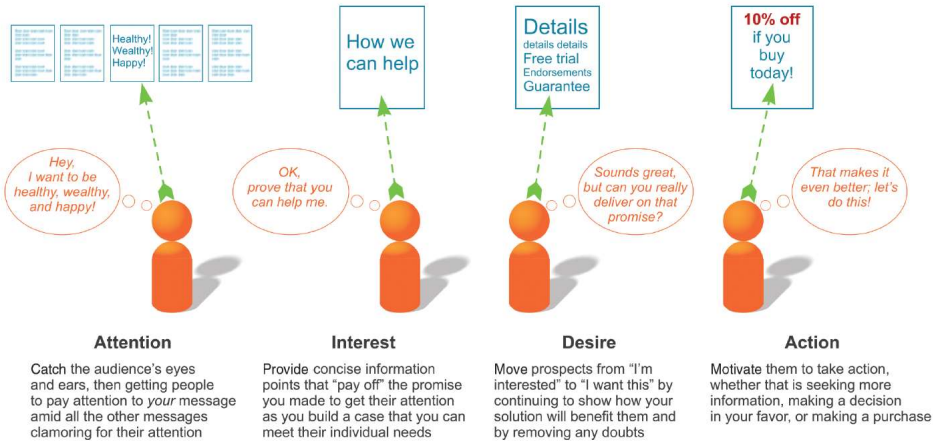 Healthy!
Wealthy!
Happy!
How we
can help
Details
details details
Free trial
Endorsements
Guarantee
10% off
if you
buy
today!
Hey,
I want to be
healthy, wealthy,
and happy!
OK,
prove that you
can help me.
Sounds great,
but can you really
deliver on that
promise?
That makes it
even better; let's
do this!
Attention
Catch the audience's eyes
and ears, then getting people
to pay attention to your message
amid all the other messages
clamoring for their attention
Interest
Provide concise information
points that "pay off" the promise
you made to get their attention
as you build a case that you can
meet their individual needs
Desire
Move prospects from "I'm
interested" to "I want this" by
continuing to show how your
solution will benefit them and
by removing any doubts
Action
Motivate them to take action,
whether that is seeking more
information, making a decision
in your favor, or making a purchase